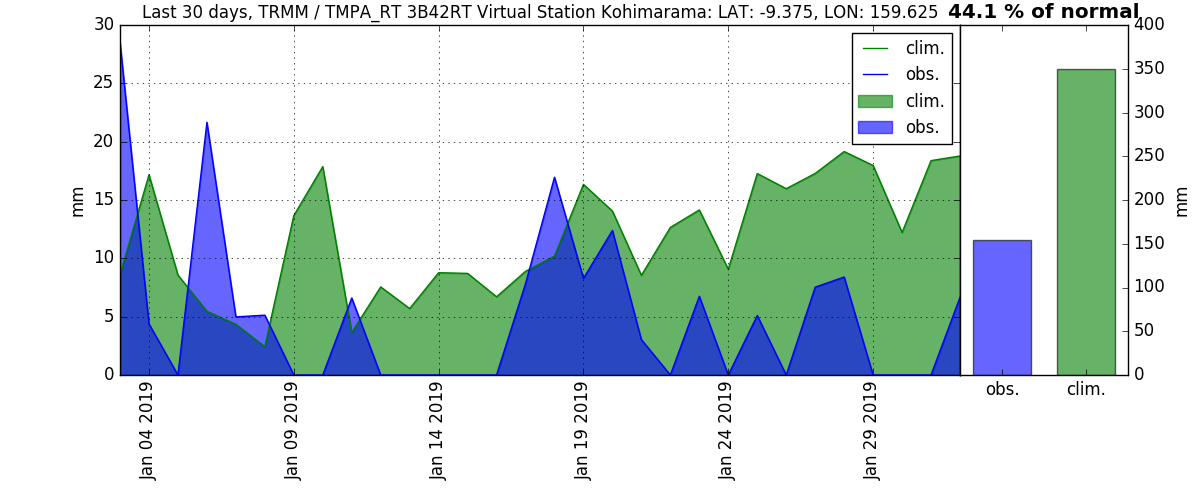 Last 30 days, TRMM / TMPA_RT 3B42RT Virtual Station Kohimarama: LAT: -9.375, LON: 159.625
44.1 % of normal
clim.
obs.
clim.
obs.
30
25
20
15
10
5
0
mm
Jan 04 2019
Jan 09 2019
Jan 14 2019
Jan 19 2019
Jan 24 2019
Jan 29 2019
400
350
300
250
200
150
100
50
0
mm
obs.
clim.